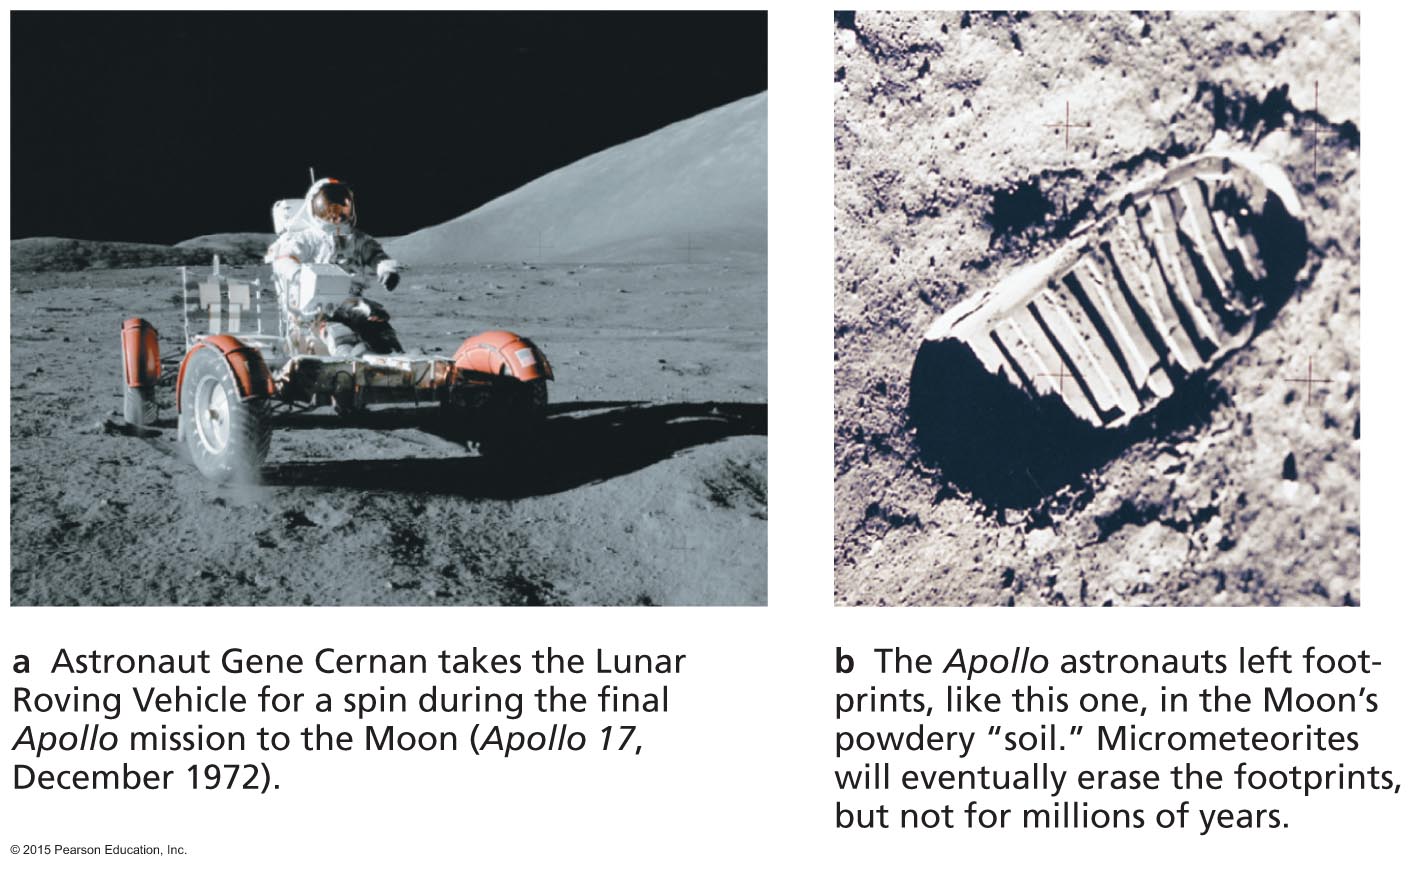 a Astronaut Gene Cernan takes the Lunar
Roving Vehicle for a spin during the final
Apollo mission to the Moon (Apollo 17,
December 1972).
b The Apollo astronauts left foot-
prints, like this one, in the Moon's
powdery “soil.” Micrometeorites
will eventually erase the footprints,
but not for millions of years.
© 2015 Pearson Education, Inc.